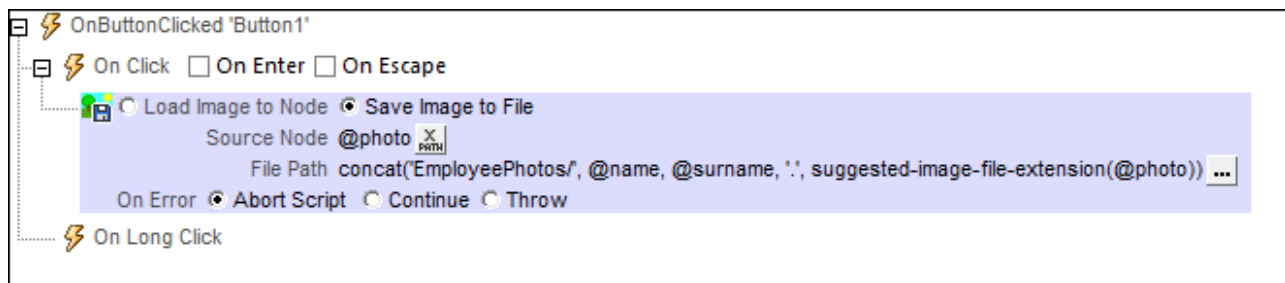 OnButtonClicked 'Button1'
On Click On Enter On Escape
Load Image to Node Save Image to File
Source Node @photo X PATH
File Path concat('EmployeePhotos/', @name, @surname, '.', suggested-image-file-extension(@photo)) ...
On Error Abort Script Continue Throw
On Long Click